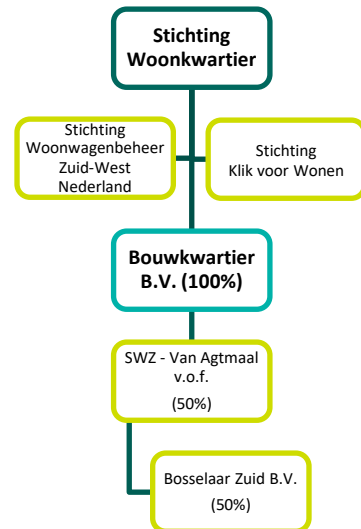 Stichting
Woonkwartier
Stichting
Woonwagenbeheer
Zuid-West
Nederland
Stichting
Klik voor Wonen
Bouwkwartier
B.V. (100%)
SWZ - Van Agtmaal
v.o.f.
(50%)
Bosselaar Zuid B.V.
(50%)